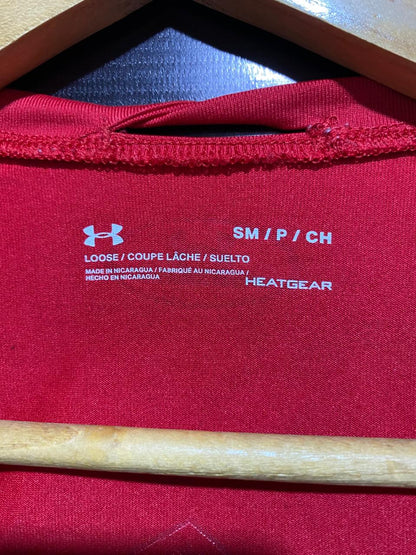 SM / P / CH
LOOSE / COUPE LÂCHE / SUELTO
MADE IN NICARAGUA / FABRIQUÉ AU NICARAGUA /
HECHO EN NICARAGUA
HEATGEAR